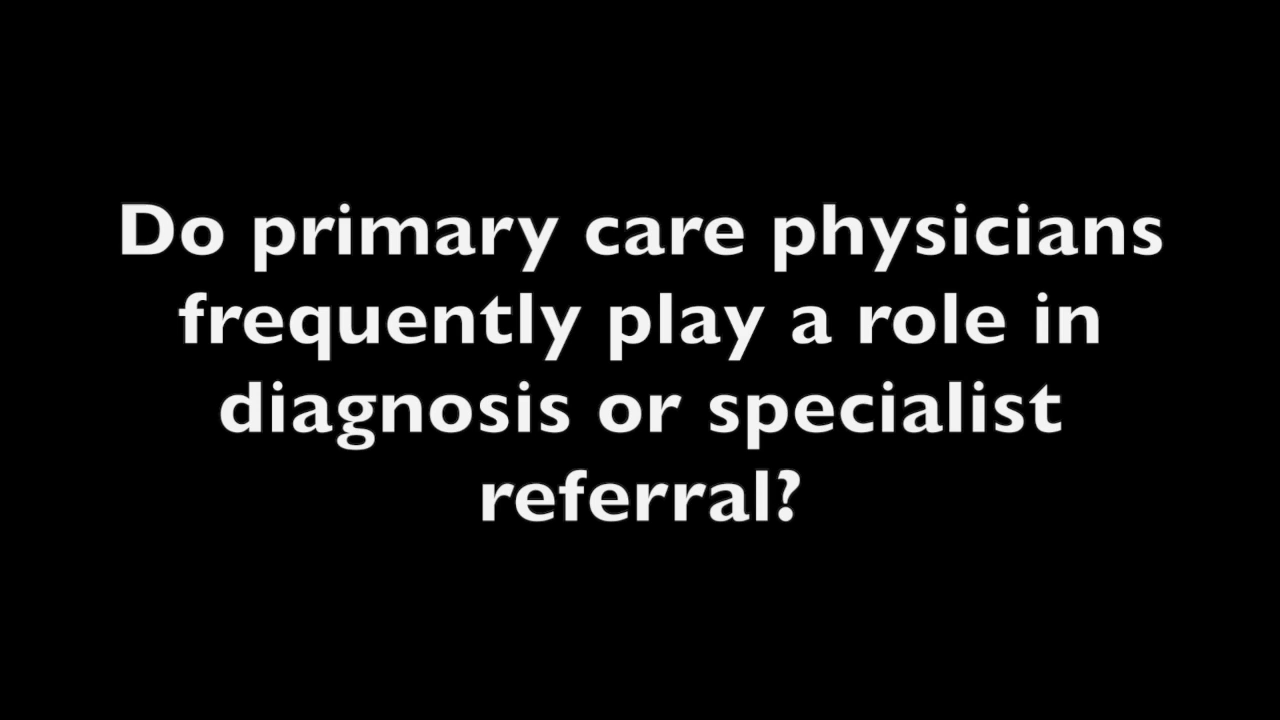 Do primary care physicians
frequently play a role in
diagnosis or specialist
referral?